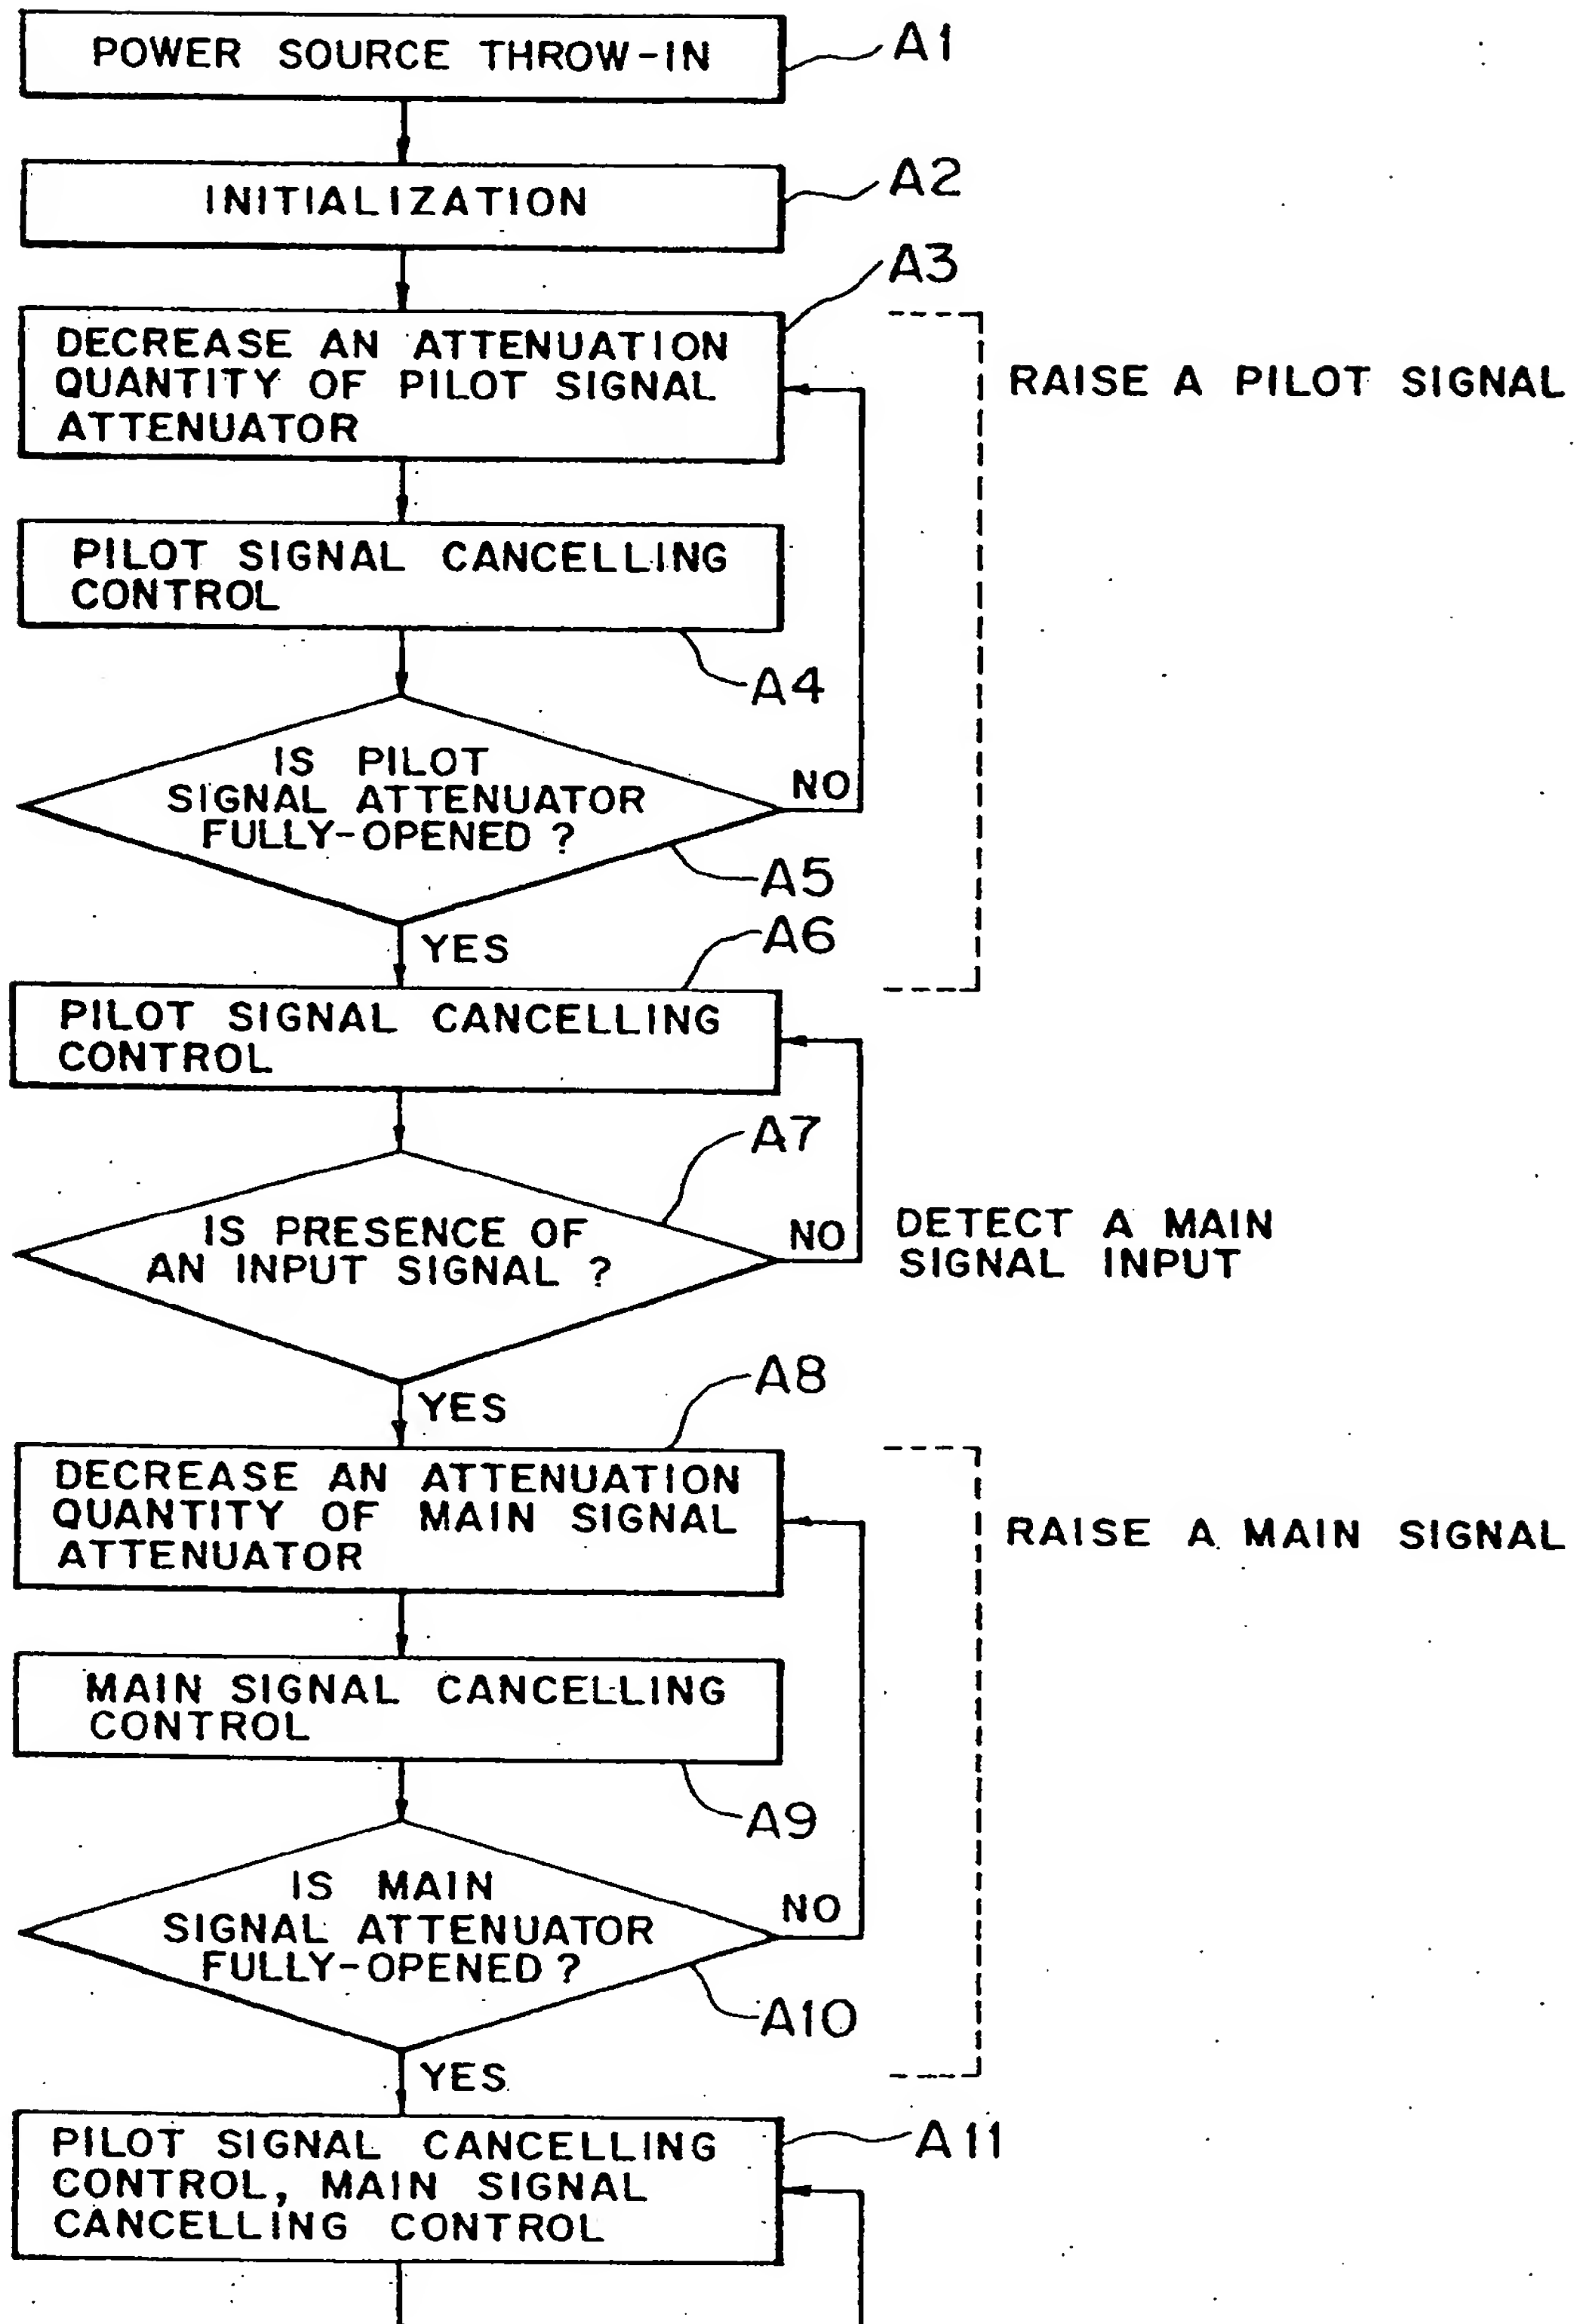 POWER SOURCE THROW-IN
A1
INITIALIZATION
A2
A3
DECREASE AN ATTENUATION
QUANTITY OF PILOT SIGNAL
ATTENUATOR
RAISE A PILOT SIGNAL
PILOT SIGNAL CANCELLING
CONTROL
A4
IS PILOT
SIGNAL ATTENUATOR
FULLY-OPENED ?
NO
A5
YES
A6
PILOT SIGNAL CANCELLING
CONTROL
A7
IS PRESENCE OF
AN INPUT SIGNAL ?
NO
DETECT A MAIN
SIGNAL INPUT
YES
A8
DECREASE AN ATTENUATION
QUANTITY OF MAIN SIGNAL
ATTENUATOR
RAISE A MAIN SIGNAL
MAIN SIGNAL CANCELLING
CONTROL
A9
IS MAIN
SIGNAL ATTENUATOR
FULLY-OPENED ?
NO
A10
YES
A11
PILOT SIGNAL CANCELLING
CONTROL, MAIN SIGNAL
CANCELLING CONTROL